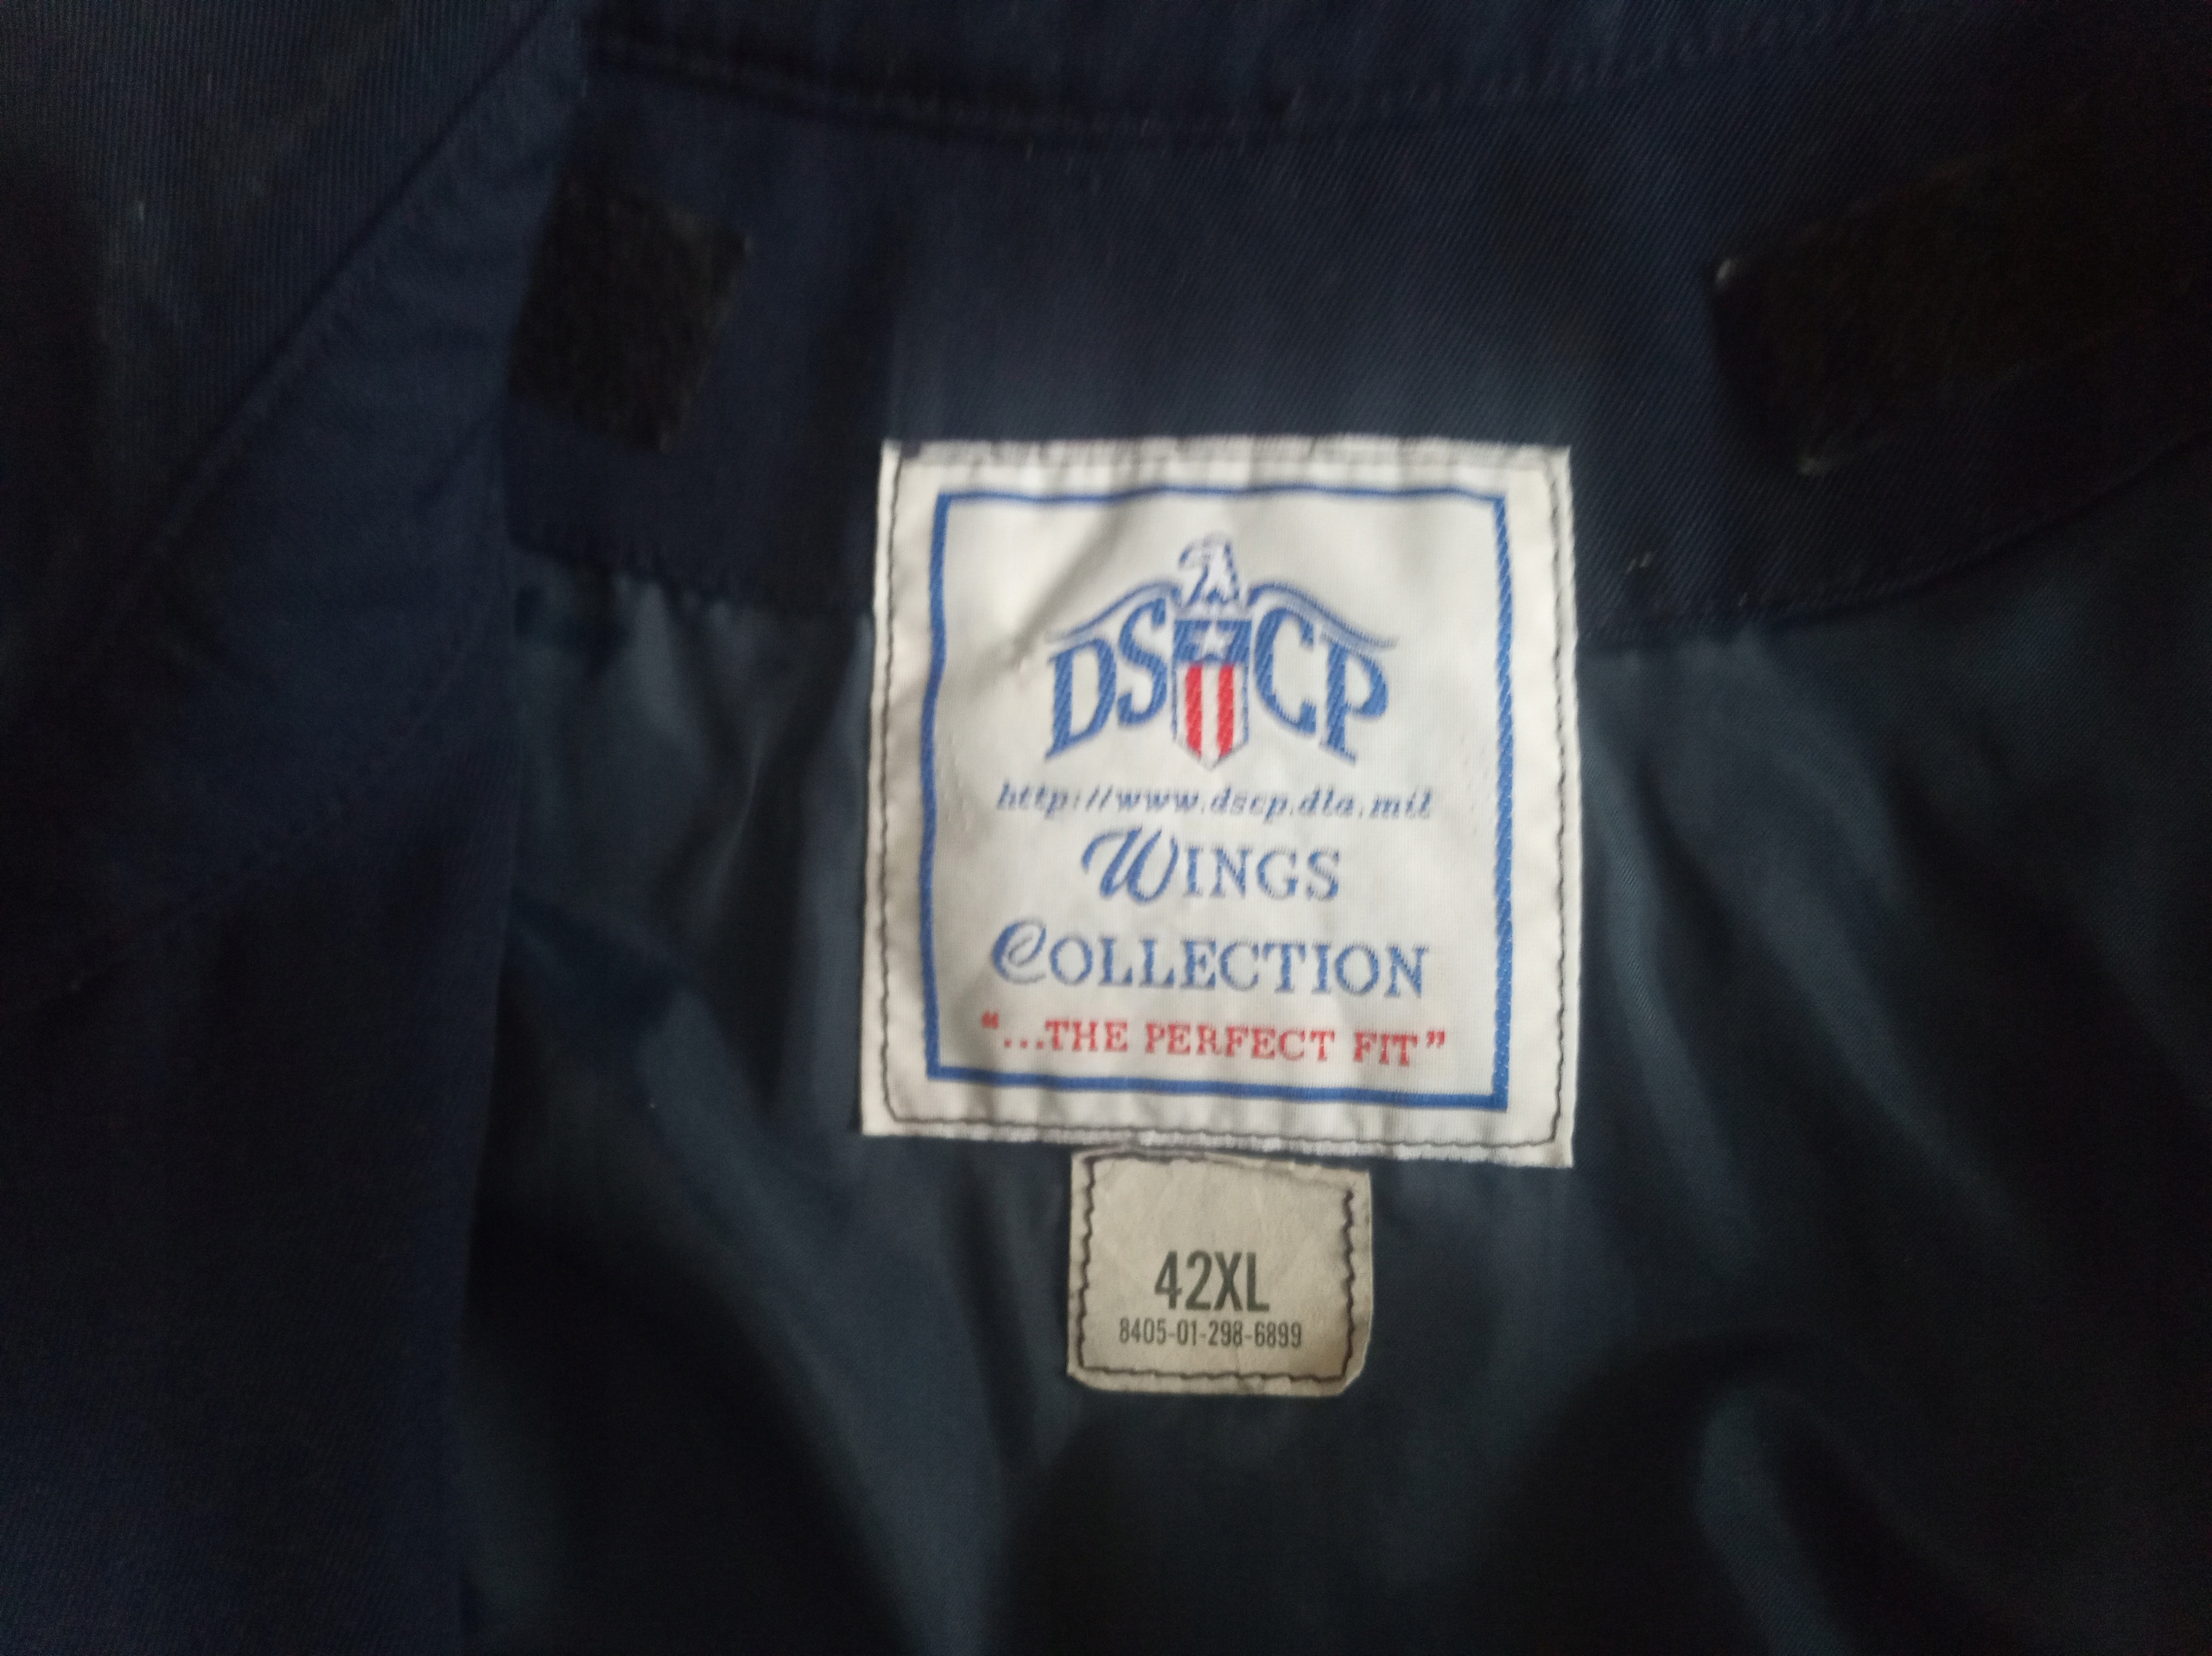 DSCP
http://www.dscp.dla.mil
WINGS
COLLECTION
"...THE PERFECT FIT"
42XL
8405-01-298-6899